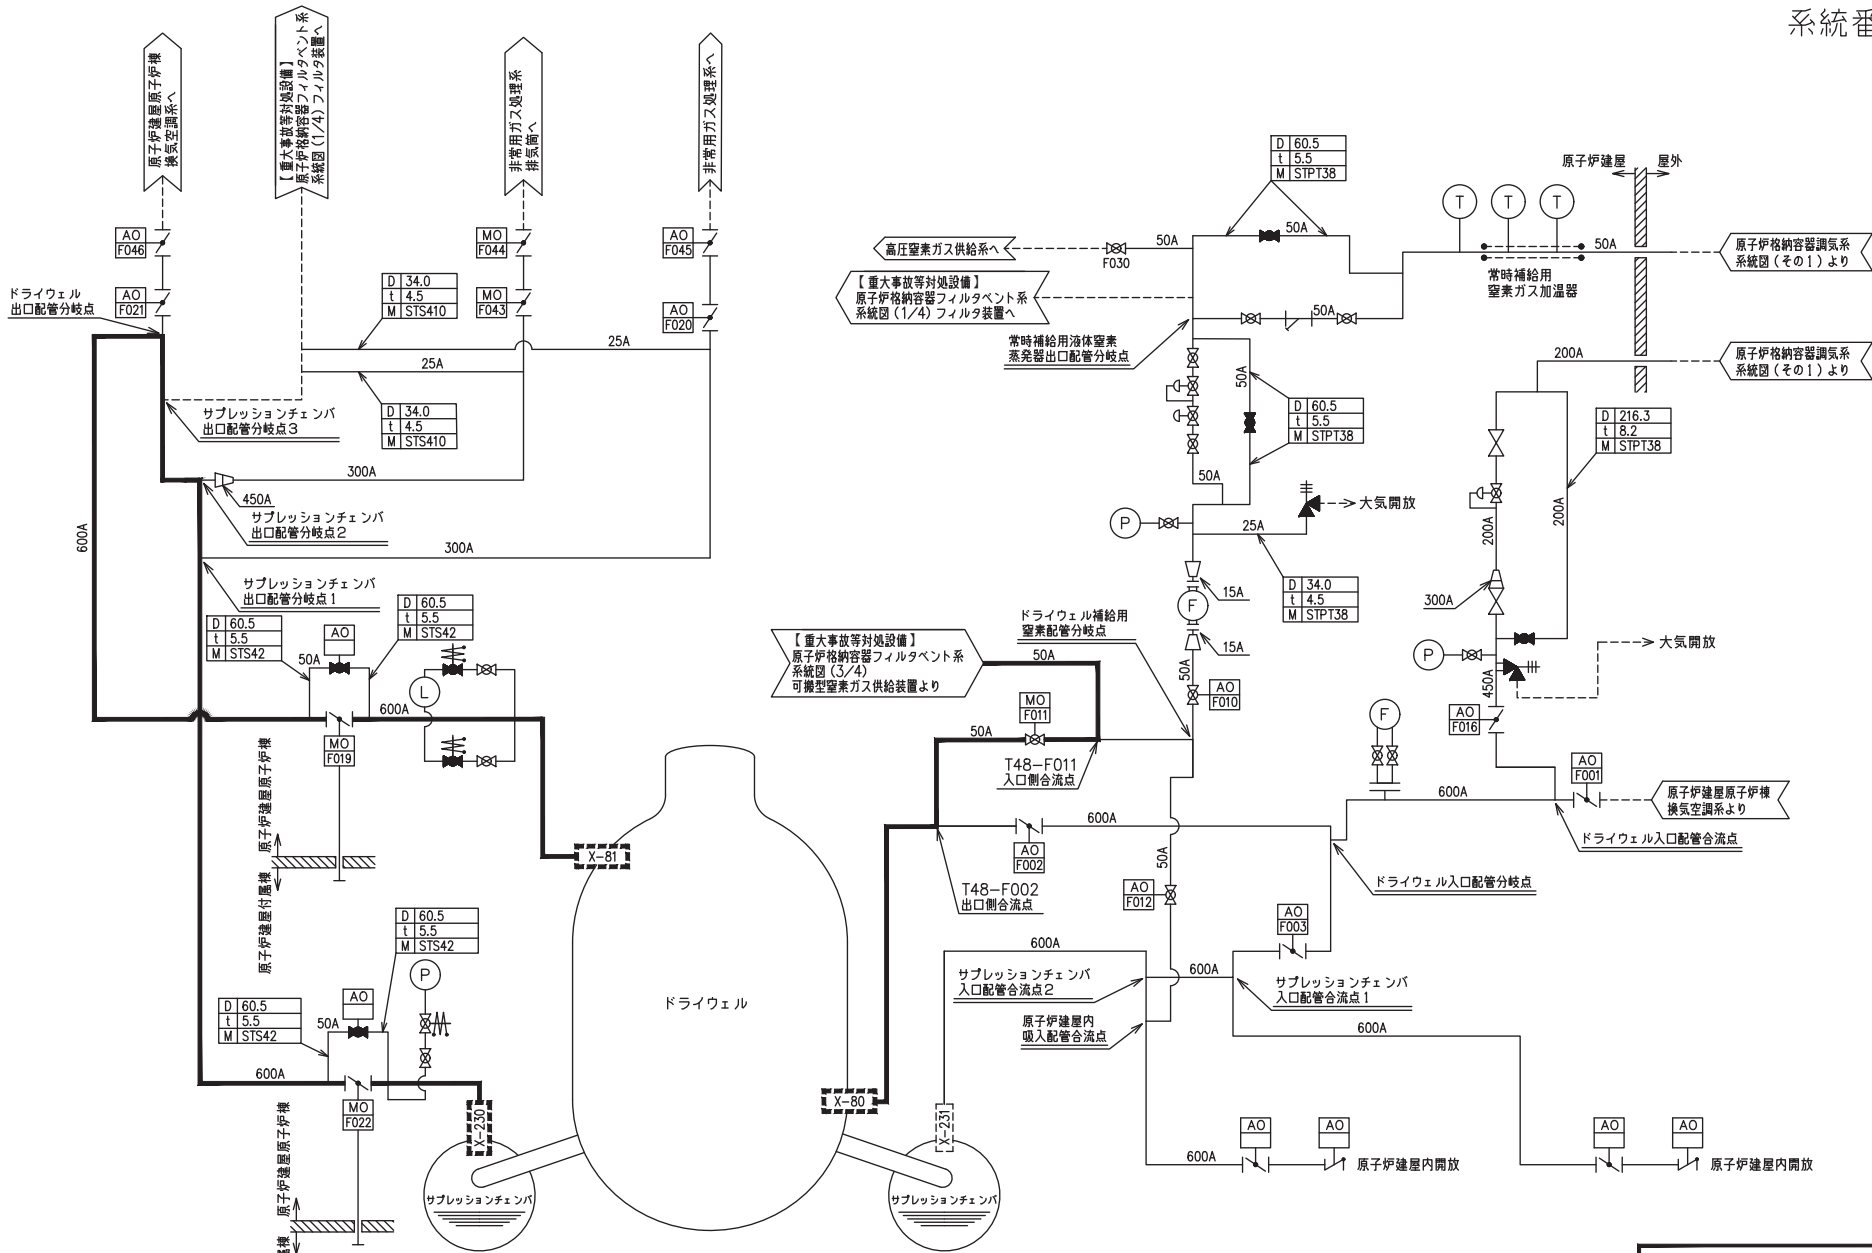 系統番
原子炉建屋原子炉棟
換気空調系へ
【重大事故等対処設備】
原子炉格納容器フィルタベント系
系統図(1/4)フィルタ装置へ
非常用ガス処理系
排気筒へ
非常用ガス処理系へ
AO
F046
MO
F044
AO
F045
AO
F021
MO
F043
AO
F020
ドライウェル
出口配管分岐点
D 34.0
t 4.5
M STS410
25A
25A
D 34.0
t 4.5
M STS410
サプレッションチェンバ
出口配管分岐点3
300A
450A
サプレッションチェンバ
出口配管分岐点2
600A
300A
サプレッションチェンバ
出口配管分岐点1
D 60.5
t 5.5
M STS42
AO
50A
D 60.5
t 5.5
M STS42
L
600A
MO
F019
原子炉建屋原子炉棟
原子炉建屋付属棟
X-81
D 60.5
t 5.5
M STS42
P
D 60.5
t 5.5
M STS42
AO
50A
600A
MO
F022
原子炉建屋原子炉棟
属棟
X-230
サプレッションチェンバ
ドライウェル
X-80
X-231
サプレッションチェンバ
D 60.5
t 5.5
M STPT38
50A
高圧窒素ガス供給系へ
F030
50A
【重大事故等対処設備】
原子炉格納容器フィルタベント系
系統図(1/4)フィルタ装置へ
50A
常時補給用液体窒素
蒸発器出口配管分岐点
原子炉建屋
屋外
T
T
T
50A
常時補給用
窒素ガス加温器
原子炉格納容器調気系
系統図(その1)より
200A
原子炉格納容器調気系
系統図(その1)より
50A
D 60.5
t 5.5
M STPT38
50A
D 216.3
t 8.2
M STPT38
P
大気開放
25A
200A
200A
15A
F
15A
D 34.0
t 4.5
M STPT38
300A
ドライウェル補給用
窒素配管分岐点
【重大事故等対処設備】
原子炉格納容器フィルタベント系
系統図(3/4)
可搬型窒素ガス供給装置より
50A
50A
AO
F010
P
大気開放
450A
MO
F011
50A
T48-F011
入口側合流点
F
AO
F016
AO
F001
600A
原子炉建屋原子炉棟
換気空調系より
600A
AO
F002
ドライウェル入口配管合流点
50A
T48-F002
出口側合流点
AO
F012
ドライウェル入口配管分岐点
AO
F003
600A
サプレッションチェンバ
入口配管合流点2
600A
サプレッションチェンバ
入口配管合流点1
原子炉建屋内
吸入配管合流点
600A
AO
AO
600A
原子炉建屋内開放
AO
AO
原子炉建屋内開放